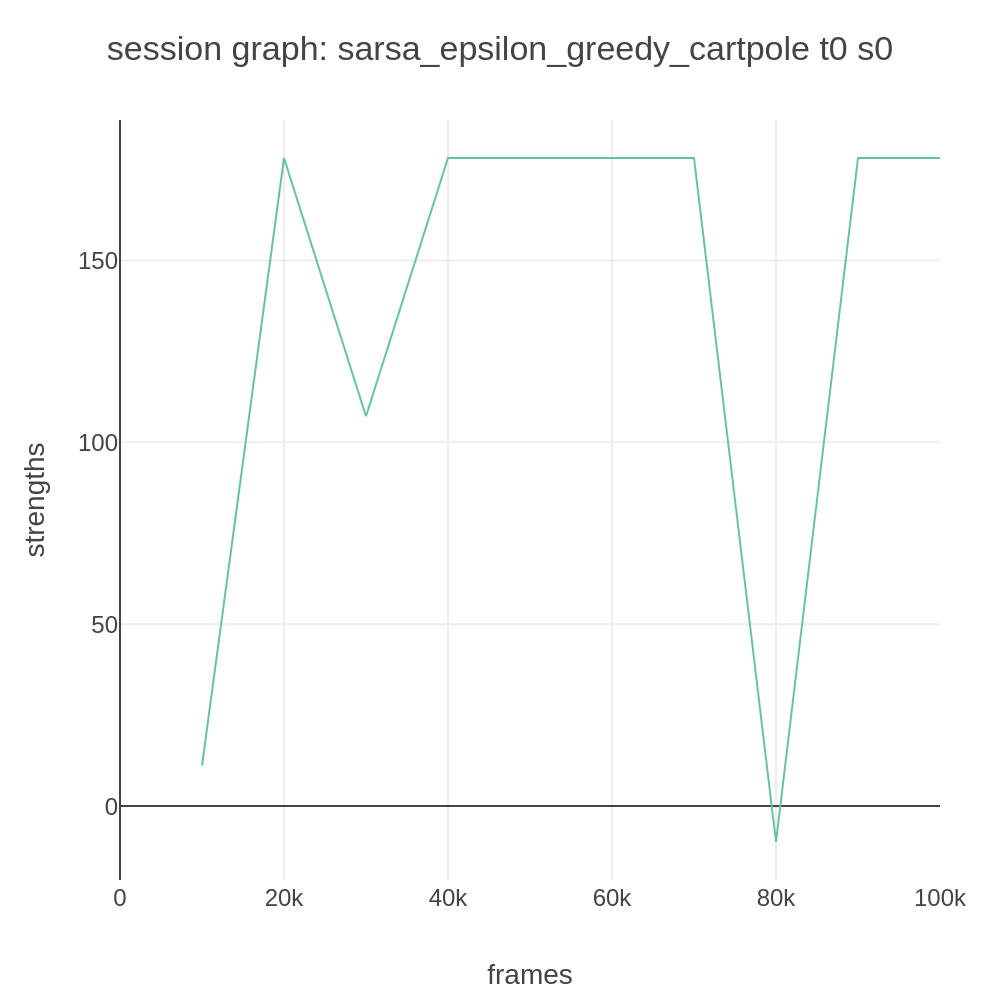 session graph: sarsa_epsilon_greedy_cartpole t0 s0
strengths
150
100
50
0
0
20k
40k
60k
80k
100k
frames